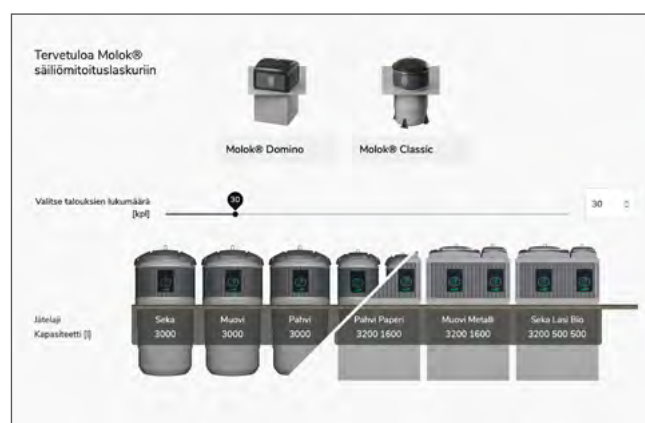 Tervetuloa Molok®
säiliömitoituslaskuriin
Molok® Domino
Molok® Classic
Valitse talouksien lukumäärä
[kpl]
30
30
Jätelaji
Seka
Muovi
Pahvi
Pahvi Paperi
Muovi Metalli
Seka Lasi Bio
Kapasiteetti [l]
3000
3000
3000
3200 1600
3200 1600
3200 500 500